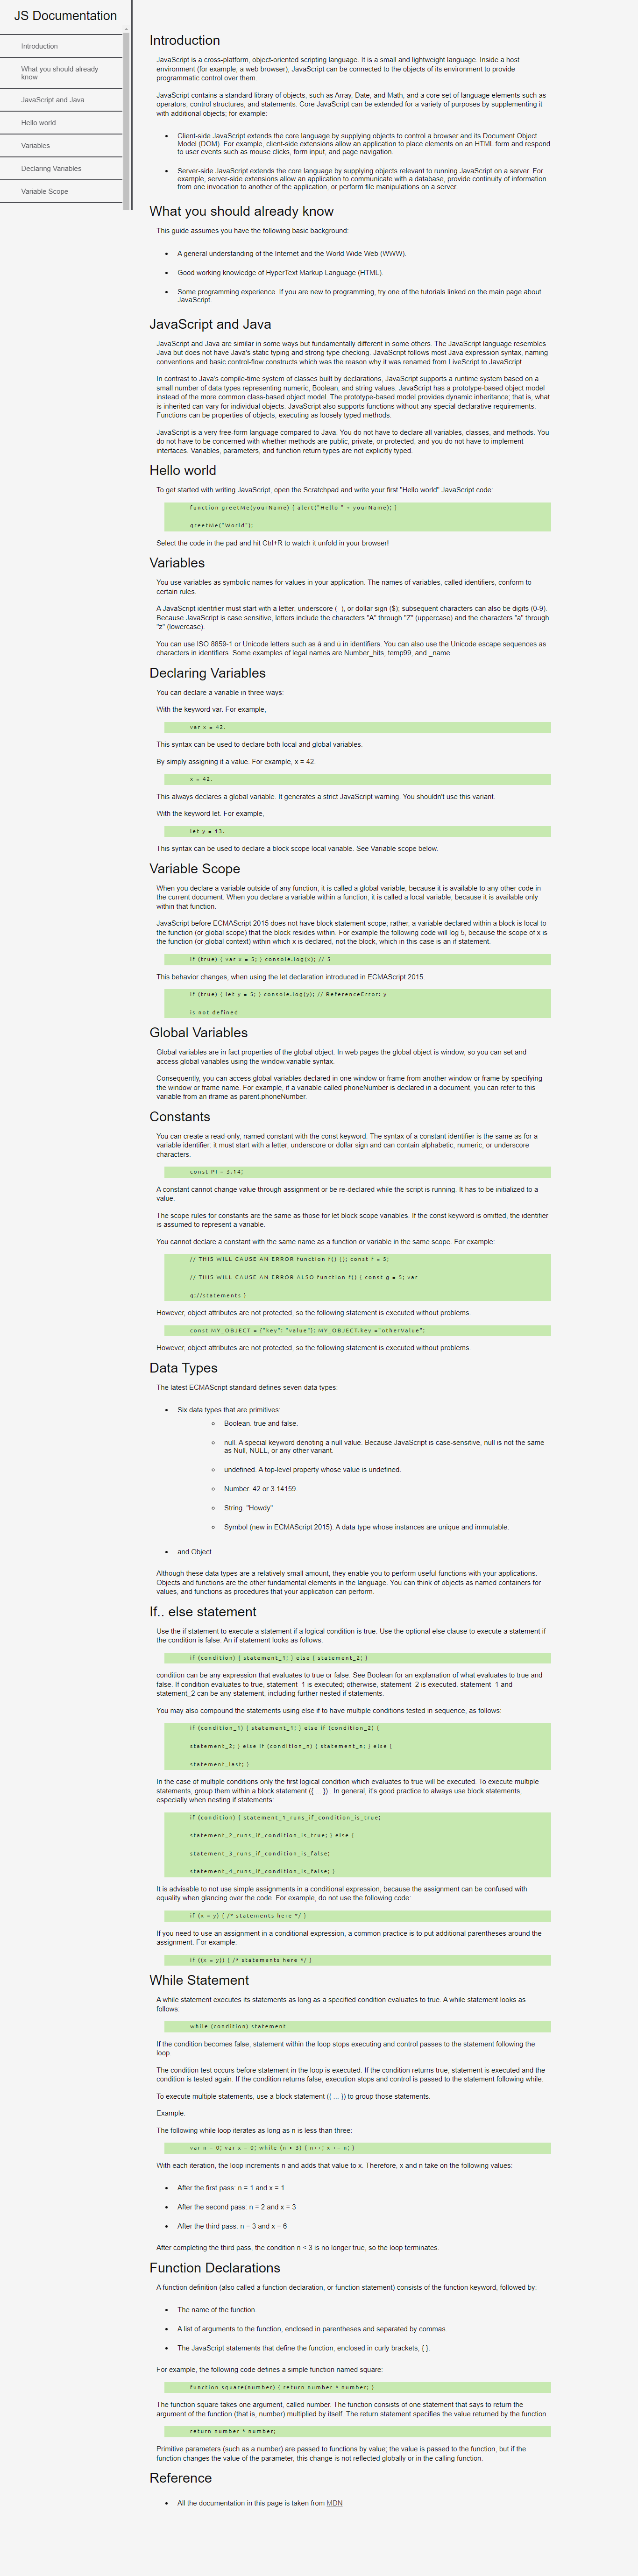 JS Documentation
Introduction
What you should already
know
JavaScript and Java
Hello world
Variables
Declaring Variables
Variable Scope
Introduction
JavaScript is a cross-platform, object-oriented scripting language. It is a small and lightweight language. Inside a host
environment (for example, a web browser), JavaScript can be connected to the objects of its environment to provide
programmatic control over them.
JavaScript contains a standard library of objects, such as Array, Date, and Math, and a core set of language elements such as
operators, control structures, and statements. Core JavaScript can be extended for a variety of purposes by supplementing it
with additional objects; for example:
• Client-side JavaScript extends the core language by supplying objects to control a browser and its Document Object
Model (DOM). For example, client-side extensions allow an application to place elements on an HTML form and respond
to user events such as mouse clicks, form input, and page navigation.
• Server-side JavaScript extends the core language by supplying objects relevant to running JavaScript on a server. For
example, server-side extensions allow an application to communicate with a database, provide continuity of information
from one invocation to another of the application, or perform file manipulations on a server.
What you should already know
This guide assumes you have the following basic background:
• A general understanding of the Internet and the World Wide Web (WWW).
• Good working knowledge of HyperText Markup Language (HTML).
• Some programming experience. If you are new to programming, try one of the tutorials linked on the main page about
JavaScript.
JavaScript and Java
JavaScript and Java are similar in some ways but fundamentally different in some others. The JavaScript language resembles
Java but does not have Java's static typing and strong type checking. JavaScript follows most Java expression syntax, naming
conventions and basic control-flow constructs which was the reason why it was renamed from LiveScript to JavaScript.
In contrast to Java's compile-time system of classes built by declarations, JavaScript supports a runtime system based on a
small number of data types representing numeric, Boolean, and string values. JavaScript has a prototype-based object model
instead of the more common class-based object model. The prototype-based model provides dynamic inheritance; that is, what
is inherited can vary for individual objects. JavaScript also supports functions without any special declarative requirements.
Functions can be properties of objects, executing as loosely typed methods.
JavaScript is a very free-form language compared to Java. You do not have to declare all variables, classes, and methods. You
do not have to be concerned with whether methods are public, private, or protected, and you do not have to implement
interfaces. Variables, parameters, and function return types are not explicitly typed.
Hello world
To get started with writing JavaScript, open the Scratchpad and write your first "Hello world" JavaScript code:
function greetMe(yourName) { alert("Hello " + yourName); }
greetMe("World");
Select the code in the pad and hit Ctrl+R to watch it unfold in your browser!
Variables
You use variables as symbolic names for values in your application. The names of variables, called identifiers, conform to
certain rules.
A JavaScript identifier must start with a letter, underscore (_), or dollar sign ($); subsequent characters can also be digits (0-9).
Because JavaScript is case sensitive, letters include the characters "A" through "Z" (uppercase) and the characters "a" through
"z" (lowercase).
You can use ISO 8859-1 or Unicode letters such as å and ü in identifiers. You can also use the Unicode escape sequences as
characters in identifiers. Some examples of legal names are Number_hits, temp99, and _name.
Declaring Variables
You can declare a variable in three ways:
With the keyword var. For example,
var x = 42.
This syntax can be used to declare both local and global variables.
By simply assigning it a value. For example, x = 42.
x = 42.
This always declares a global variable. It generates a strict JavaScript warning. You shouldn't use this variant.
With the keyword let. For example,
let y = 13.
This syntax can be used to declare a block scope local variable. See Variable scope below.
Variable Scope
When you declare a variable outside of any function, it is called a global variable, because it is available to any other code in
the current document. When you declare a variable within a function, it is called a local variable, because it is available only
within that function.
JavaScript before ECMAScript 2015 does not have block statement scope; rather, a variable declared within a block is local to
the function (or global scope) that the block resides within. For example the following code will log 5, because the scope of x is
the function (or global context) within which x is declared, not the block, which in this case is an if statement.
if (true) { var x = 5; } console.log(x); // 5
This behavior changes, when using the let declaration introduced in ECMAScript 2015.
if (true) { let y = 5; } console.log(y); // ReferenceError: y
is not defined
Global Variables
Global variables are in fact properties of the global object. In web pages the global object is window, so you can set and
access global variables using the window.variable syntax.
Consequently, you can access global variables declared in one window or frame from another window or frame by specifying
the window or frame name. For example, if a variable called phoneNumber is declared in a document, you can refer to this
variable from an iframe as parent.phoneNumber.
Constants
You can create a read-only, named constant with the const keyword. The syntax of a constant identifier is the same as for a
variable identifier: it must start with a letter, underscore or dollar sign and can contain alphabetic, numeric, or underscore
characters.
const PI = 3.14;
A constant cannot change value through assignment or be re-declared while the script is running. It has to be initialized to a
value.
The scope rules for constants are the same as those for let block scope variables. If the const keyword is omitted, the identifier
is assumed to represent a variable.
You cannot declare a constant with the same name as a function or variable in the same scope. For example:
// THIS WILL CAUSE AN ERROR function f() {}; const f = 5;
// THIS WILL CAUSE AN ERROR ALSO function f() { const g = 5; var
g;//statements }
However, object attributes are not protected, so the following statement is executed without problems.
const MY_OBJECT = {"key": "value"}; MY_OBJECT.key ="otherValue";
However, object attributes are not protected, so the following statement is executed without problems.
Data Types
The latest ECMAScript standard defines seven data types:
• Six data types that are primitives:
Boolean. true and false.
null. A special keyword denoting a null value. Because JavaScript is case-sensitive, null is not the same
as Null, NULL, or any other variant.
undefined. A top-level property whose value is undefined.
Number. 42 or 3.14159.
String. "Howdy"
Symbol (new in ECMAScript 2015). A data type whose instances are unique and immutable.
• and Object
Although these data types are a relatively small amount, they enable you to perform useful functions with your applications.
Objects and functions are the other fundamental elements in the language. You can think of objects as named containers for
values, and functions as procedures that your application can perform.
If.. else statement
Use the if statement to execute a statement if a logical condition is true. Use the optional else clause to execute a statement if
the condition is false. An if statement looks as follows:
if (condition) { statement_1; } else { statement_2; }
condition can be any expression that evaluates to true or false. See Boolean for an explanation of what evaluates to true and
false. If condition evaluates to true, statement_1 is executed; otherwise, statement_2 is executed. statement_1 and
statement_2 can be any statement, including further nested if statements.
You may also compound the statements using else if to have multiple conditions tested in sequence, as follows:
if (condition_1) { statement_1; } else if (condition_2) {
statement_2; } else if (condition_n) { statement_n; } else {
statement_last; }
In the case of multiple conditions only the first logical condition which evaluates to true will be executed. To execute multiple
statements, group them within a block statement ({ ... }) . In general, it's good practice to always use block statements,
especially when nesting if statements:
if (condition) { statement_1_runs_if_condition_is_true;
statement_2_runs_if_condition_is_true; } else {
statement_3_runs_if_condition_is_false;
statement_4_runs_if_condition_is_false; }
It is advisable to not use simple assignments in a conditional expression, because the assignment can be confused with
equality when glancing over the code. For example, do not use the following code:
if (x = y) { /* statements here */ }
If you need to use an assignment in a conditional expression, a common practice is to put additional parentheses around the
assignment. For example:
if ((x = y)) { /* statements here */ }
While Statement
A while statement executes its statements as long as a specified condition evaluates to true. A while statement looks as
follows:
while (condition) statement
If the condition becomes false, statement within the loop stops executing and control passes to the statement following the
loop.
The condition test occurs before statement in the loop is executed. If the condition returns true, statement is executed and the
condition is tested again. If the condition returns false, execution stops and control is passed to the statement following while.
To execute multiple statements, use a block statement ({ ... }) to group those statements.
Example:
The following while loop iterates as long as n is less than three:
var n = 0; var x = 0; while (n < 3) { n++; x += n; }
With each iteration, the loop increments n and adds that value to x. Therefore, x and n take on the following values:
• After the first pass: n = 1 and x = 1
• After the second pass: n = 2 and x = 3
• After the third pass: n = 3 and x = 6
After completing the third pass, the condition n < 3 is no longer true, so the loop terminates.
Function Declarations
A function definition (also called a function declaration, or function statement) consists of the function keyword, followed by:
• The name of the function.
• A list of arguments to the function, enclosed in parentheses and separated by commas.
• The JavaScript statements that define the function, enclosed in curly brackets, { }.
For example, the following code defines a simple function named square:
function square(number) { return number * number; }
The function square takes one argument, called number. The function consists of one statement that says to return the
argument of the function (that is, number) multiplied by itself. The return statement specifies the value returned by the function.
return number * number;
Primitive parameters (such as a number) are passed to functions by value; the value is passed to the function, but if the
function changes the value of the parameter, this change is not reflected globally or in the calling function.
Reference
• All the documentation in this page is taken from MDN